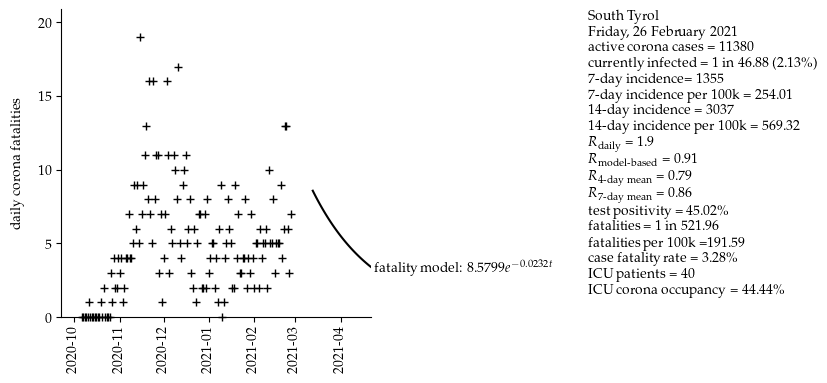 daily corona fatalities
20
15
10
5
0
2020-10
2020-11
2020-12
2021-01
2021-02
2021-03
2021-04
fatality model: 8.5799e^{-0.0232t}
South Tyrol
Friday, 26 February 2021
active corona cases = 11380
currently infected = 1 in 46.88 (2.13%)
7-day incidence= 1355
7-day incidence per 100k = 254.01
14-day incidence = 3037
14-day incidence per 100k = 569.32
R_daily = 1.9
R_model-based = 0.91
R_4-day mean = 0.79
R_7-day mean = 0.86
test positivity = 45.02%
fatalities = 1 in 521.96
fatalities per 100k =191.59
case fatality rate = 3.28%
ICU patients = 40
ICU corona occupancy = 44.44%